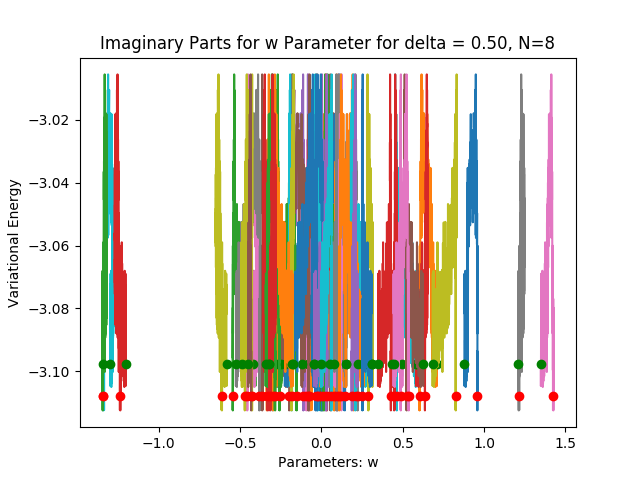 Imaginary Parts for w Parameter for delta = 0.50, N=8
Variational Energy
−3.02
−3.04
−3.06
−3.08
−3.10
−1.0 −0.5 0.0 0.5 1.0 1.5
Parameters: w